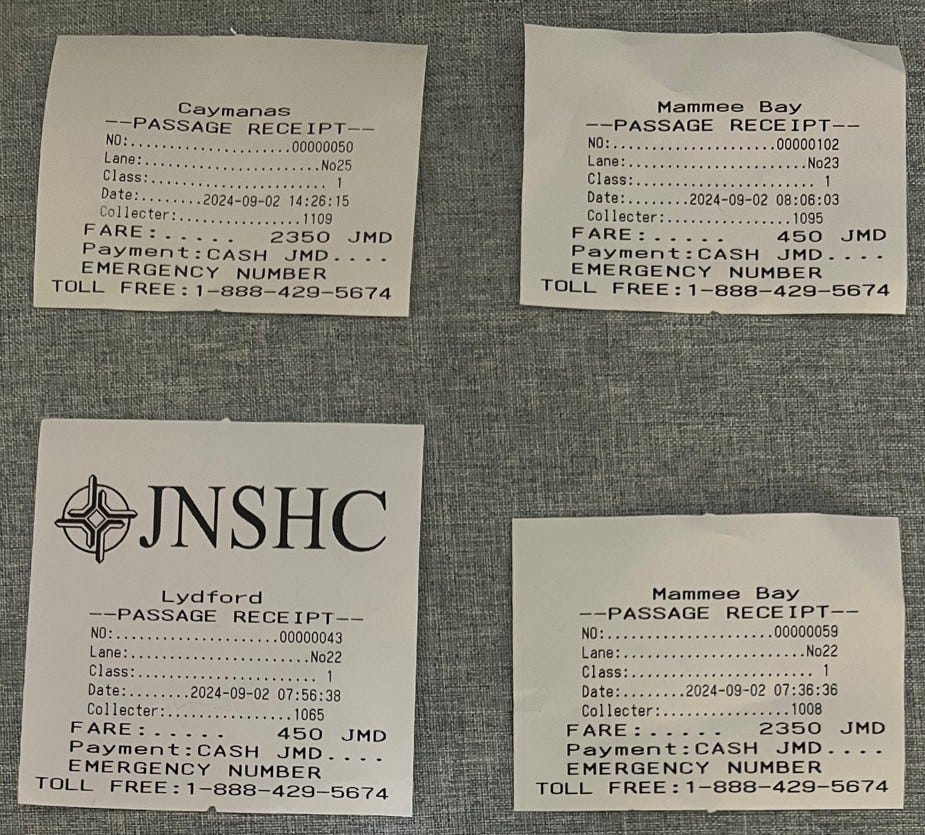 Caymanas
--PASSAGE RECEIPT--
NO:......................00000050
Lane:........................No25
Class:........................ 1
Date:........2024-09-02 14:26:15
Collecter:................1109
FARE:..... 2350 JMD
Payment:CASH JMD....
EMERGENCY NUMBER
TOLL FREE:1-888-429-5674
Mammee Bay
--PASSAGE RECEIPT--
NO:......................00000102
Lane:........................No23
Class:........................ 1
Date:........2024-09-02 08:06:03
Collecter:................1095
FARE:..... 450 JMD
Payment:CASH JMD....
EMERGENCY NUMBER
TOLL FREE:1-888-429-5674
JNSHC
Lydford
--PASSAGE RECEIPT--
NO:......................00000043
Lane:........................No22
Class:........................ 1
Date:........2024-09-02 07:56:38
Collecter:................1065
FARE:..... 450 JMD
Payment:CASH JMD....
EMERGENCY NUMBER
TOLL FREE:1-888-429-5674
Mammee Bay
--PASSAGE RECEIPT--
NO:......................00000059
Lane:........................No22
Class:........................ 1
Date:........2024-09-02 07:36:36
Collecter:................1008
FARE:..... 2350 JMD
Payment:CASH JMD....
EMERGENCY NUMBER
TOLL FREE:1-888-429-5674